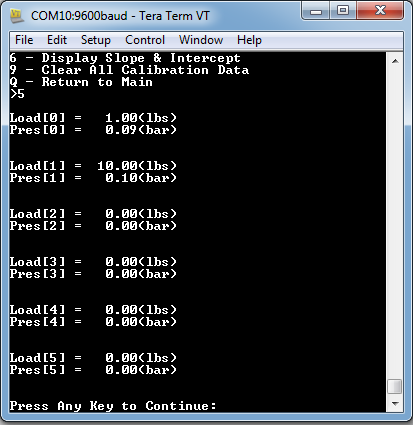 COM10:9600baud - Tera Term VT
File Edit Setup Control Window Help
6 - Display Slope & Intercept
9 - Clear All Calibration Data
Q - Return to Main
>5
Load[0] = 1.00(lbs)
Pres[0] = 0.09(bar)
Load[1] = 10.00(lbs)
Pres[1] = 0.10(bar)
Load[2] = 0.00(lbs)
Pres[2] = 0.00(bar)
Load[3] = 0.00(lbs)
Pres[3] = 0.00(bar)
Load[4] = 0.00(lbs)
Pres[4] = 0.00(bar)
Load[5] = 0.00(lbs)
Pres[5] = 0.00(bar)
Press Any Key to Continue: